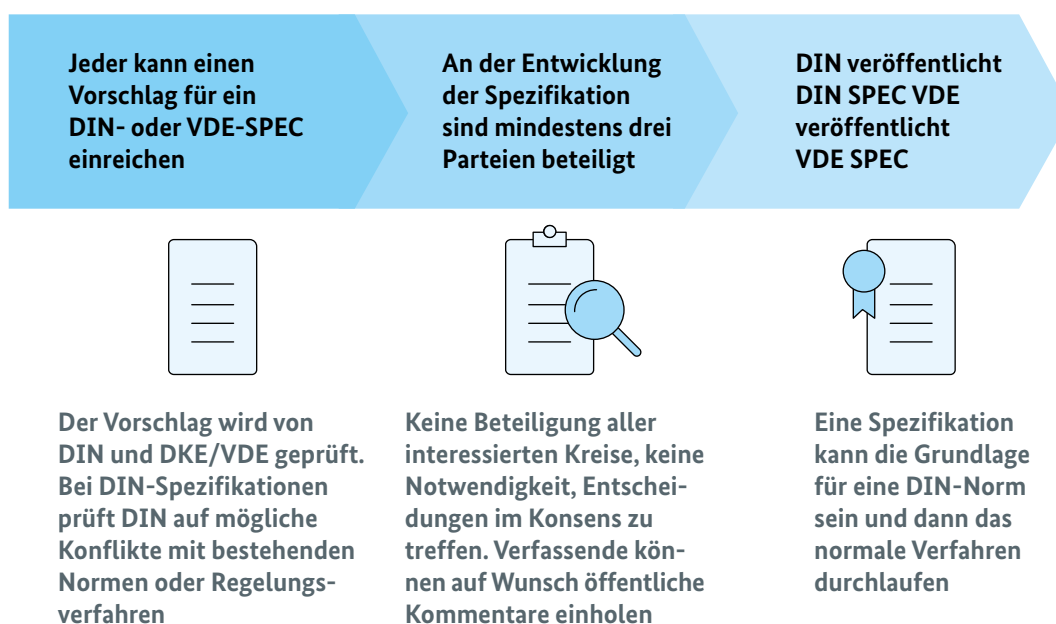 Jeder kann einen
Vorschlag für ein
DIN- oder VDE-SPEC
einreichen
An der Entwicklung
der Spezifikation
sind mindestens drei
Parteien beteiligt
DIN veröffentlicht
DIN SPEC VDE
veröffentlicht
VDE SPEC
Der Vorschlag wird von
DIN und DKE/VDE geprüft.
Bei DIN-Spezifikationen
prüft DIN auf mögliche
Konflikte mit bestehenden
Normen oder Regelungs-
verfahren
Keine Beteiligung aller
interessierten Kreise, keine
Notwendigkeit, Entschei-
dungen im Konsens zu
treffen. Verfassende kön-
nen auf Wunsch öffentliche
Kommentare einholen
Eine Spezifikation
kann die Grundlage
für eine DIN-Norm
sein und dann das
normale Verfahren
durchlaufen